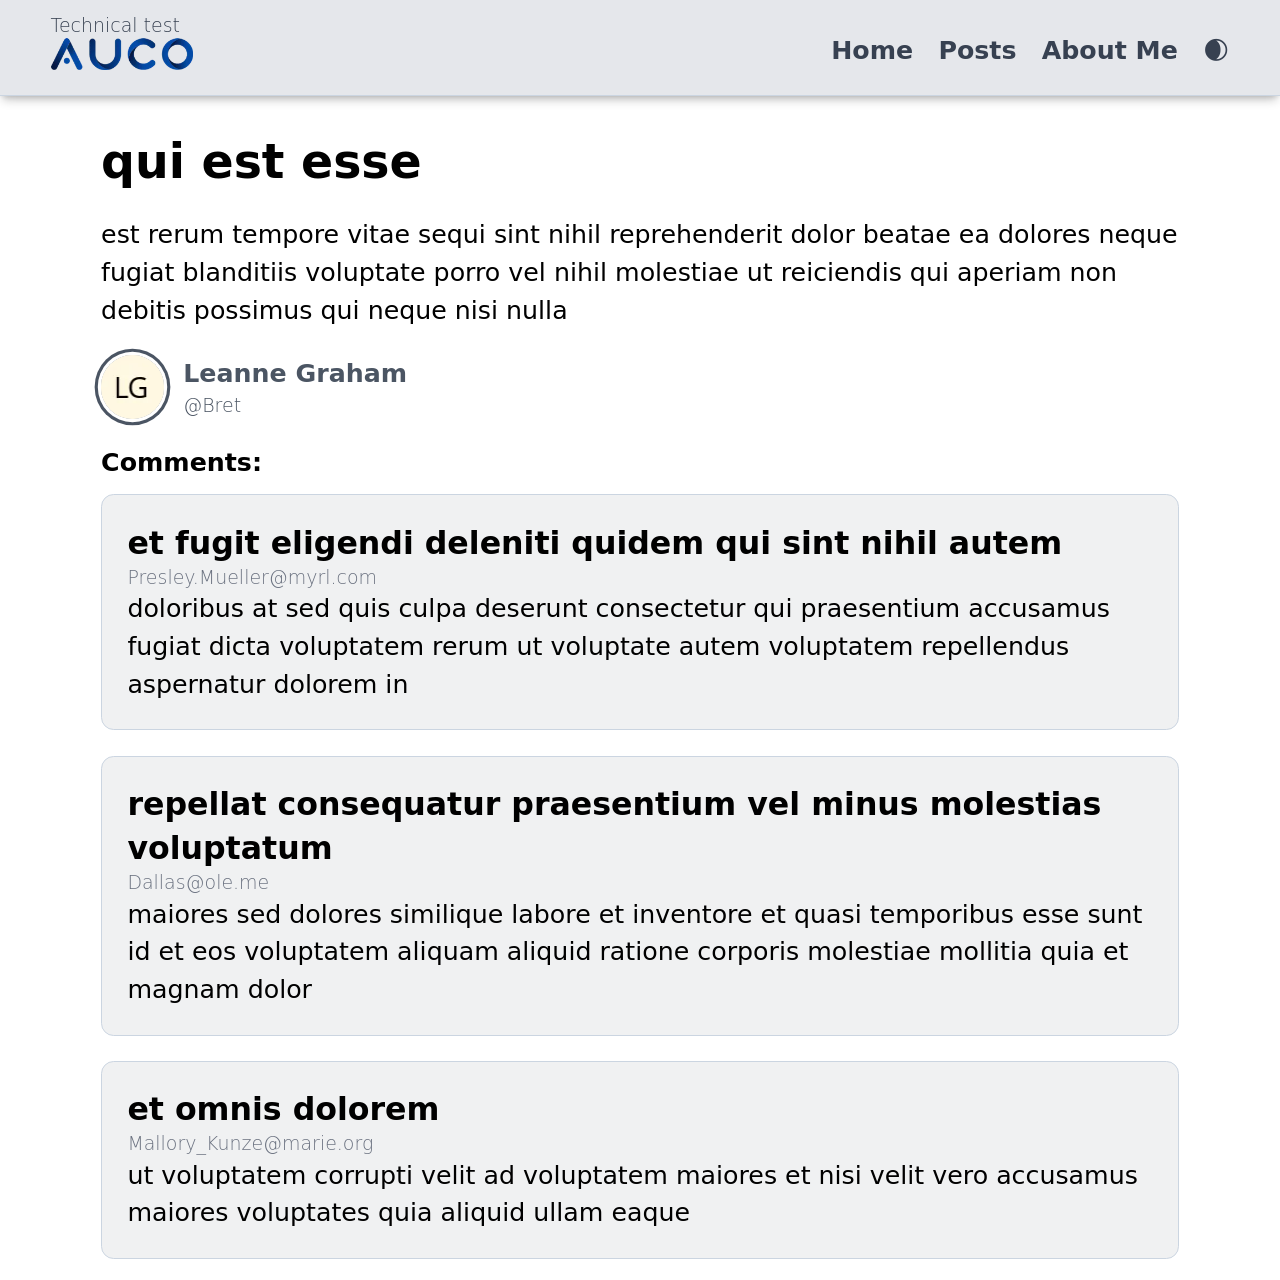 Technical test
AUCO
Home Posts About Me
qui est esse
est rerum tempore vitae sequi sint nihil reprehenderit dolor beatae ea dolores neque
fugiat blanditiis voluptate porro vel nihil molestiae ut reiciendis qui aperiam non
debitis possimus qui neque nisi nulla
LG
Leanne Graham
@Bret
Comments:
et fugit eligendi deleniti quidem qui sint nihil autem
Presley.Mueller@myrl.com
doloribus at sed quis culpa deserunt consectetur qui praesentium accusamus
fugiat dicta voluptatem rerum ut voluptate autem voluptatem repellendus
aspernatur dolorem in
repellat consequatur praesentium vel minus molestias
voluptatum
Dallas@ole.me
maiores sed dolores similique labore et inventore et quasi temporibus esse sunt
id et eos voluptatem aliquam aliquid ratione corporis molestiae mollitia quia et
magnam dolor
et omnis dolorem
Mallory_Kunze@marie.org
ut voluptatem corrupti velit ad voluptatem maiores et nisi velit vero accusamus
maiores voluptates quia aliquid ullam eaque